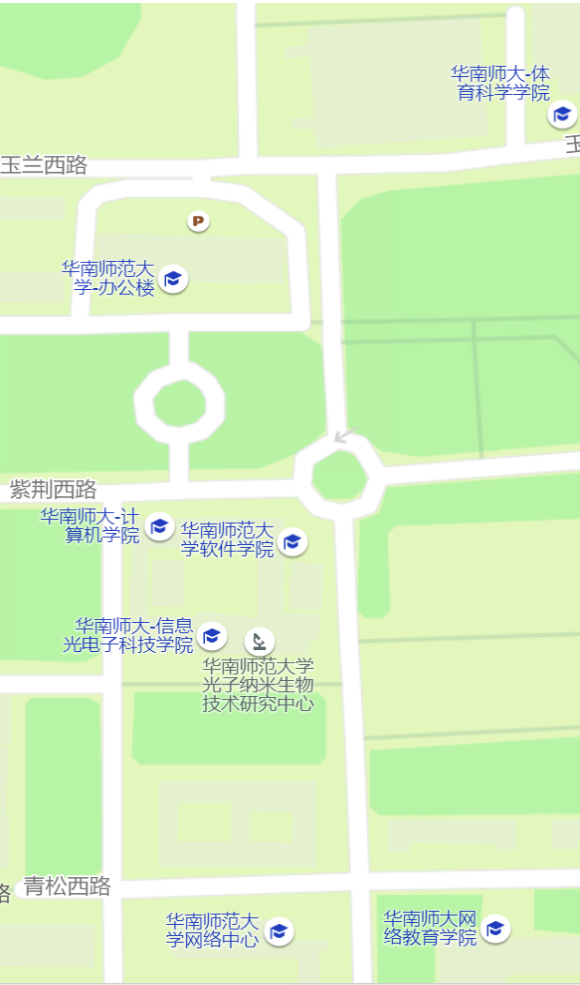 华南师大-体
育科学学院
玉兰西路
玉
P
华南师范大
学-办公楼
紫荆西路
华南师大-计
算机学院
华南师范大
学软件学院
华南师大-信息
光电子科技学院
华南师范大学
光子纳米生物
技术研究中心
路
青松西路
华南师范大
学网络中心
华南师大网
络教育学院